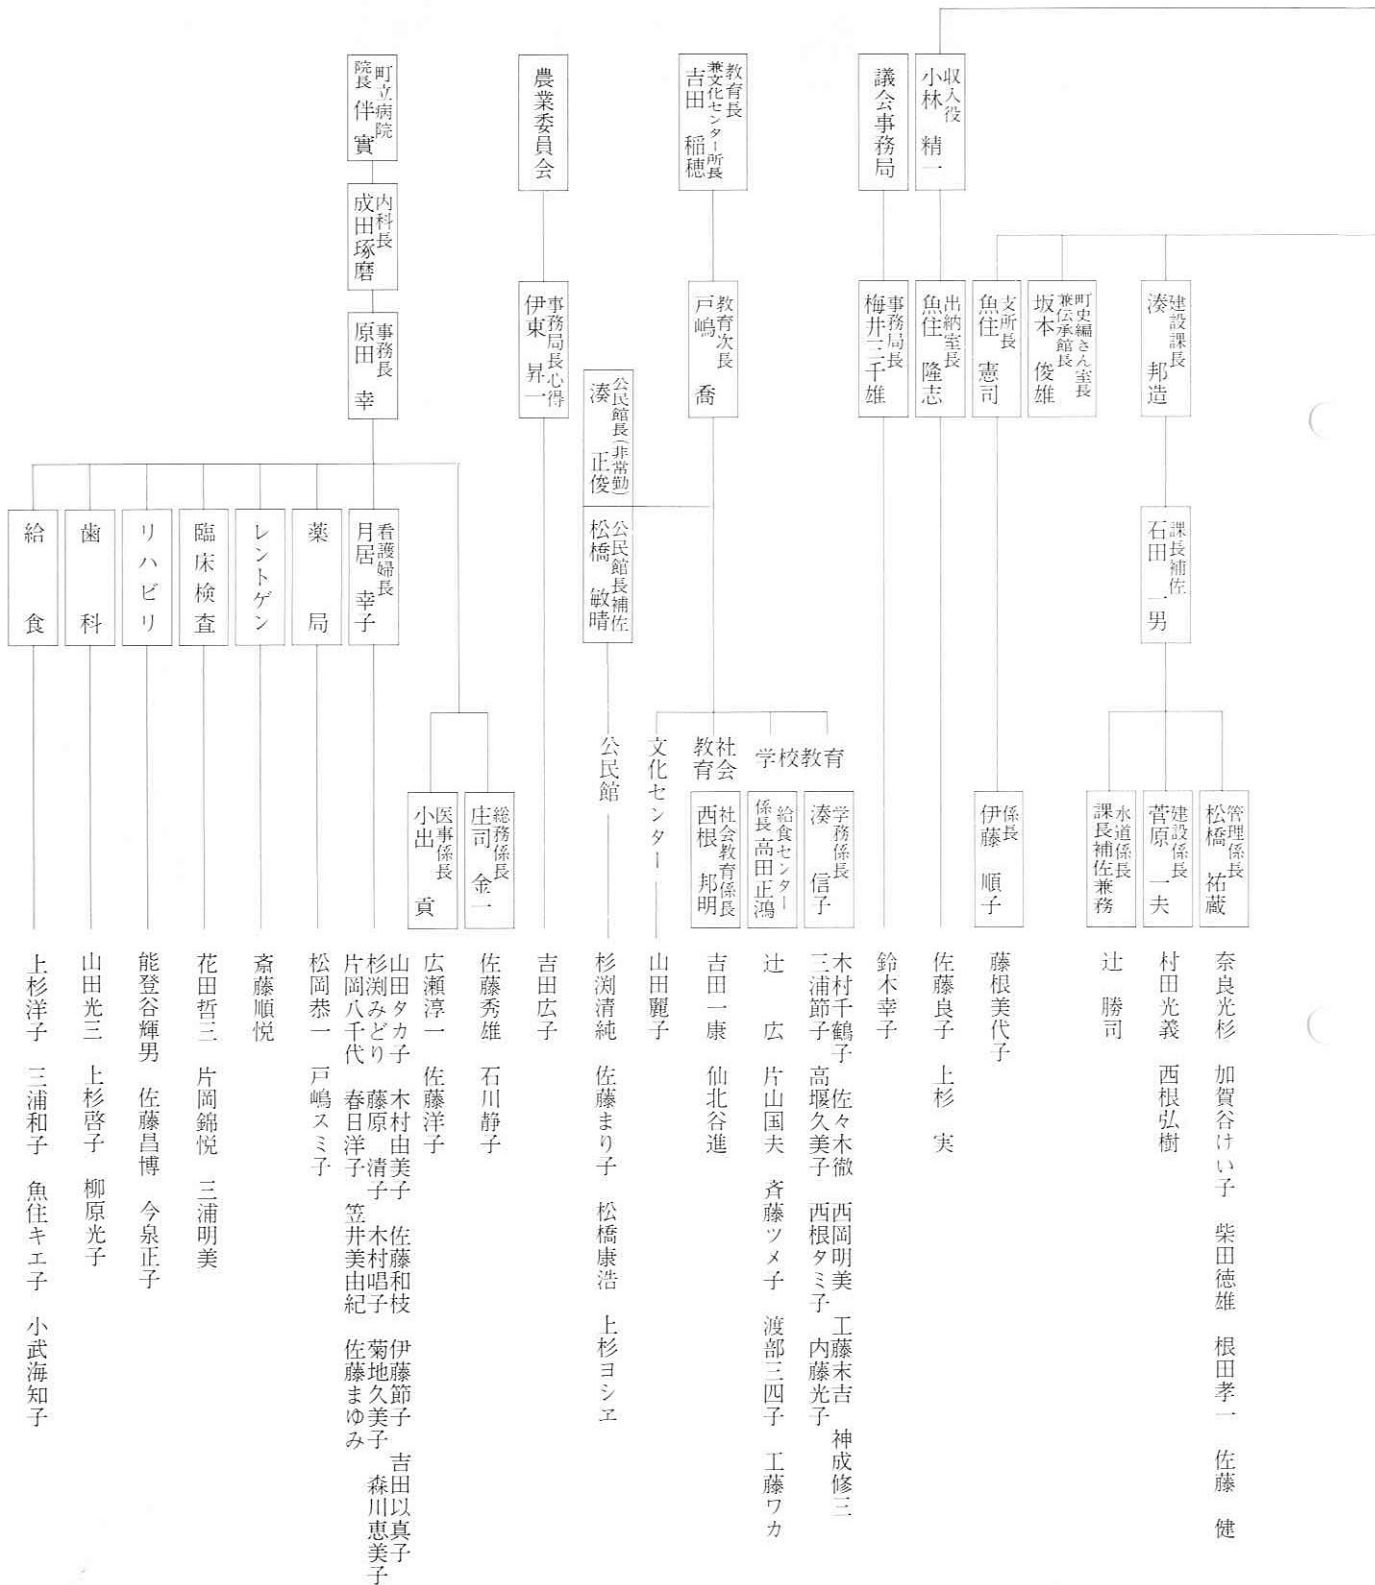 建設課長
湊　邦造
課長補佐
石田　一男
管理係長
松橋　祐蔵
奈良光杉　加賀谷けい子　柴田徳雄　根田孝一　佐藤　健
建設係長
菅原　一夫
村田光義　西根弘樹
水道係長
課長補佐兼務
辻　勝司
町史編さん室長
兼伝承館長
坂本　俊雄
支所長
魚住　憲司
係長
伊藤　順子
藤根美代子
収入役
小林　精一
出納室長
魚住　隆志
佐藤良子　上杉　実
議会事務局
事務局長
梅井三千雄
鈴木幸子
教育長
兼文化センター所長
吉田　稲穂
教育次長
戸嶋　喬
学校教育
学務係長
湊　信子
木村千鶴子　佐々木徹　西岡明美　工藤末吉　神成修三
三浦節子　高堰久美子　西根タミ子　内藤光子
給食センター
係長　高田正鴻
辻　広　片山国夫　斉藤ツメ子　渡部三四子　工藤ワカ
社会
教育
社会教育係長
西根　邦明
吉田一康　仙北谷進
文化センター
山田麗子
公民館長（非常勤）
湊　正俊
公民館長補佐
松橋　敏晴
公民館
杉渕清純　佐藤まり子　松橋康浩　上杉ヨシヱ
農業委員会
事務局長心得
伊東　昇一
吉田広子
町立病院
院長　伴　實
内科長
成田琢磨
事務長
原田　幸
総務係長
庄司　金一
佐藤秀雄　石川静子
医事係長
小出　貢
広瀬淳一　佐藤洋子
看護婦長
月居　幸子
山田タカ子　木村由美子　佐藤和枝　伊藤節子　吉田以真子
杉渕みどり　藤原　清子　木村唱子　菊地久美子　森川恵美子
片岡八千代　春日洋子　笠井美由紀　佐藤まゆみ
薬局
松岡恭一　戸嶋スミ子
レントゲン
斎藤順悦
臨床検査
花田哲三　片岡錦悦　三浦明美
リハビリ
能登谷輝男　佐藤昌博　今泉正子
歯科
山田光三　上杉啓子　柳原光子
給食
上杉洋子　三浦和子　魚住キエ子　小武海知子